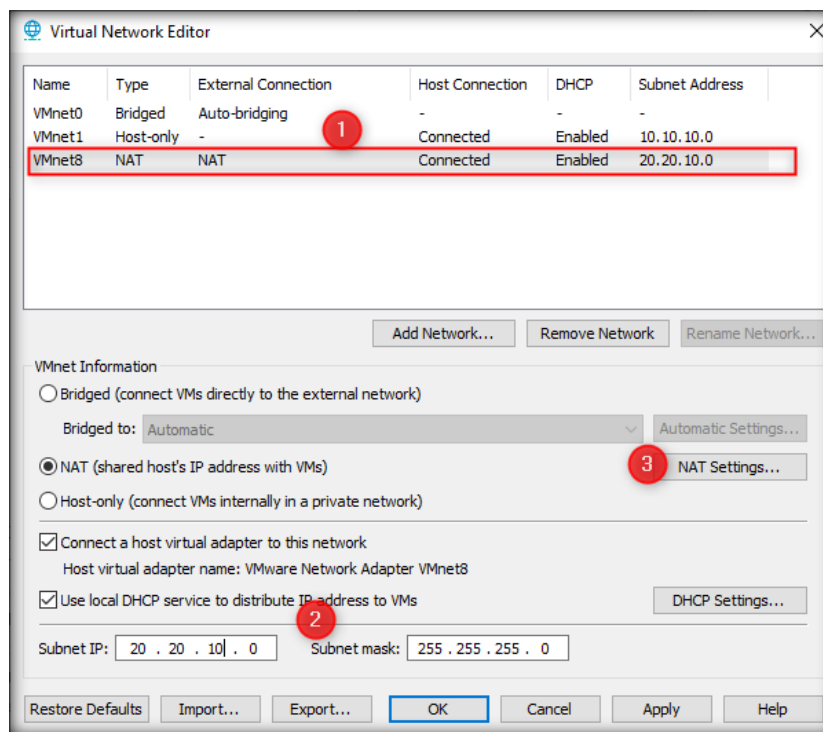 Virtual Network Editor
Name Type External Connection Host Connection DHCP Subnet Address
VMnet0 Bridged Auto-bridging - - -
1
VMnet1 Host-only - Connected Enabled 10.10.10.0
VMnet8 NAT NAT Connected Enabled 20.20.10.0
Add Network... Remove Network Rename Network...
VMnet Information
Bridged (connect VMs directly to the external network)
Bridged to: Automatic Automatic Settings...
NAT (shared host's IP address with VMs) 3 NAT Settings...
Host-only (connect VMs internally in a private network)
Connect a host virtual adapter to this network
Host virtual adapter name: VMware Network Adapter VMnet8
Use local DHCP service to distribute IP address to VMs DHCP Settings...
2
Subnet IP: 20 . 20 . 10 . 0 Subnet mask: 255 . 255 . 255 . 0
Restore Defaults Import... Export... OK Cancel Apply Help